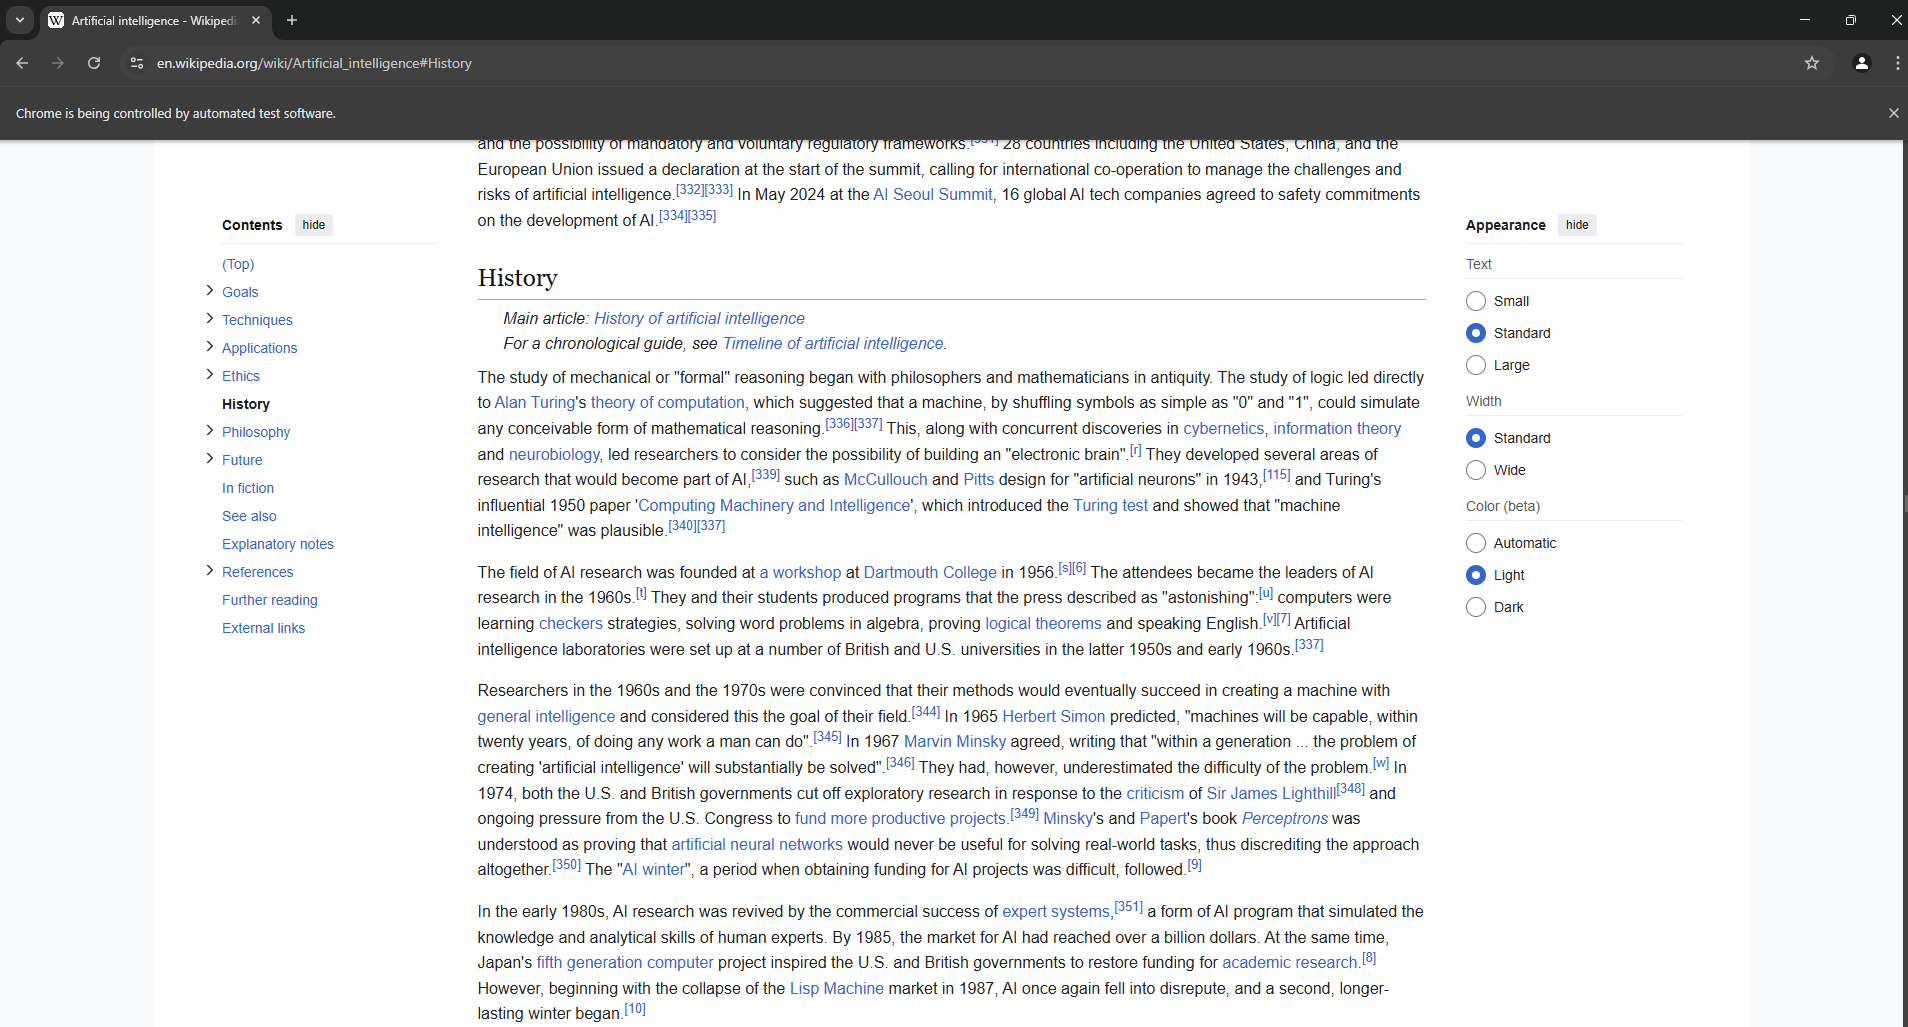 Artificial intelligence - Wikipedi
en.wikipedia.org/wiki/Artificial_intelligence#History
Chrome is being controlled by automated test software.
Contents hide
(Top)
Goals
Techniques
Applications
Ethics
History
Philosophy
Future
In fiction
See also
Explanatory notes
References
Further reading
External links
and the possibility of mandatory and voluntary regulatory frameworks.[331] 28 countries including the United States, China, and the
European Union issued a declaration at the start of the summit, calling for international co-operation to manage the challenges and
risks of artificial intelligence.[332][333] In May 2024 at the AI Seoul Summit, 16 global AI tech companies agreed to safety commitments
on the development of AI.[334][335]
History
Main article: History of artificial intelligence
For a chronological guide, see Timeline of artificial intelligence.
The study of mechanical or "formal" reasoning began with philosophers and mathematicians in antiquity. The study of logic led directly
to Alan Turing's theory of computation, which suggested that a machine, by shuffling symbols as simple as "0" and "1", could simulate
any conceivable form of mathematical reasoning.[336][337] This, along with concurrent discoveries in cybernetics, information theory
and neurobiology, led researchers to consider the possibility of building an "electronic brain".[r] They developed several areas of
research that would become part of AI,[339] such as McCullouch and Pitts design for "artificial neurons" in 1943,[115] and Turing's
influential 1950 paper 'Computing Machinery and Intelligence', which introduced the Turing test and showed that "machine
intelligence" was plausible.[340][337]
The field of AI research was founded at a workshop at Dartmouth College in 1956.[s][6] The attendees became the leaders of AI
research in the 1960s.[t] They and their students produced programs that the press described as "astonishing":[u] computers were
learning checkers strategies, solving word problems in algebra, proving logical theorems and speaking English.[v][7] Artificial
intelligence laboratories were set up at a number of British and U.S. universities in the latter 1950s and early 1960s.[337]
Researchers in the 1960s and the 1970s were convinced that their methods would eventually succeed in creating a machine with
general intelligence and considered this the goal of their field.[344] In 1965 Herbert Simon predicted, "machines will be capable, within
twenty years, of doing any work a man can do".[345] In 1967 Marvin Minsky agreed, writing that "within a generation ... the problem of
creating 'artificial intelligence' will substantially be solved".[346] They had, however, underestimated the difficulty of the problem.[w] In
1974, both the U.S. and British governments cut off exploratory research in response to the criticism of Sir James Lighthill[348] and
ongoing pressure from the U.S. Congress to fund more productive projects.[349] Minsky's and Papert's book Perceptrons was
understood as proving that artificial neural networks would never be useful for solving real-world tasks, thus discrediting the approach
altogether.[350] The "AI winter", a period when obtaining funding for AI projects was difficult, followed.[9]
In the early 1980s, AI research was revived by the commercial success of expert systems,[351] a form of AI program that simulated the
knowledge and analytical skills of human experts. By 1985, the market for AI had reached over a billion dollars. At the same time,
Japan's fifth generation computer project inspired the U.S. and British governments to restore funding for academic research.[8]
However, beginning with the collapse of the Lisp Machine market in 1987, AI once again fell into disrepute, and a second, longer-
lasting winter began.[10]
Appearance hide
Text
Small
Standard
Large
Width
Standard
Wide
Color (beta)
Automatic
Light
Dark